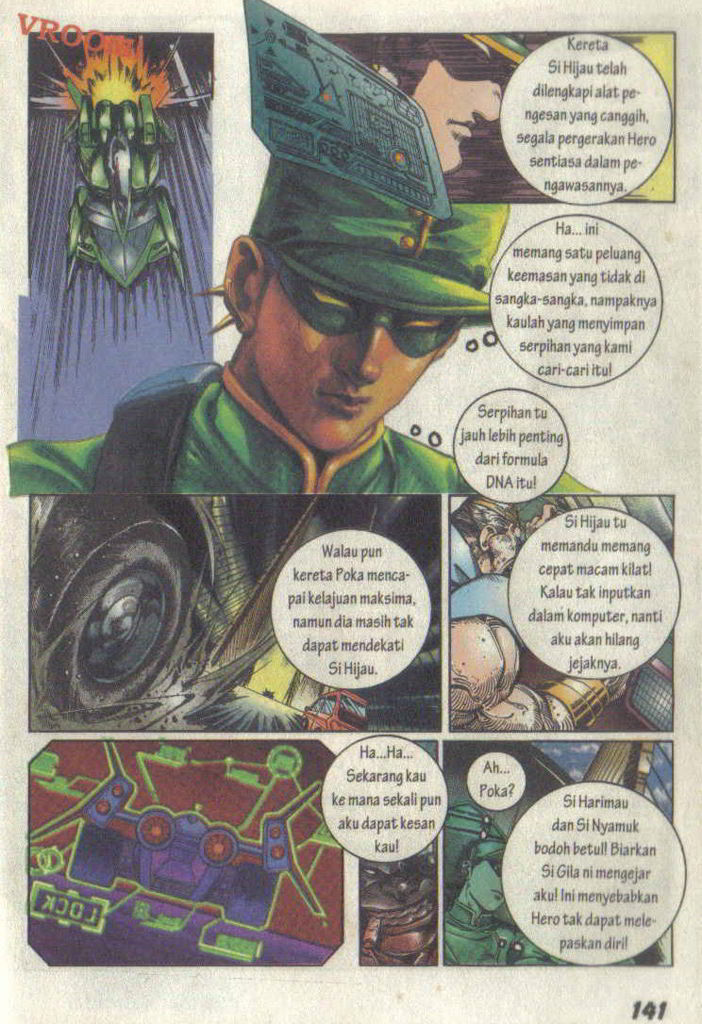 VROOM
Kereta
Si Hijau telah
dilengkapi alat pe-
ngesan yang canggih,
segala pergerakan Hero
sentiasa dalam pe-
ngawasannya.
Ha... ini
memang satu peluang
keemasan yang tidak di
sangka-sangka, nampaknya
kaulah yang menyimpan
serpihan yang kami
cari-cari itu!
Serpihan tu
jauh lebih penting
dari formula
DNA itu!
Walau pun
kereta Poka menca-
pai kelajuan maksima,
namun dia masih tak
dapat mendekati
Si Hijau.
Si Hijau tu
memandu memang
cepat macam kilat!
Kalau tak inputkan
dalam komputer, nanti
aku akan hilang
jejaknya.
LOCK
Ha...Ha...
Sekarang kau
ke mana sekali pun
aku dapat kesan
kau!
Ah...
Poka?
Si Harimau
dan Si Nyamuk
bodoh betul! Biarkan
Si Gila ni mengejar
aku! Ini menyebabkan
Hero tak dapat mele-
paskan diri!
141